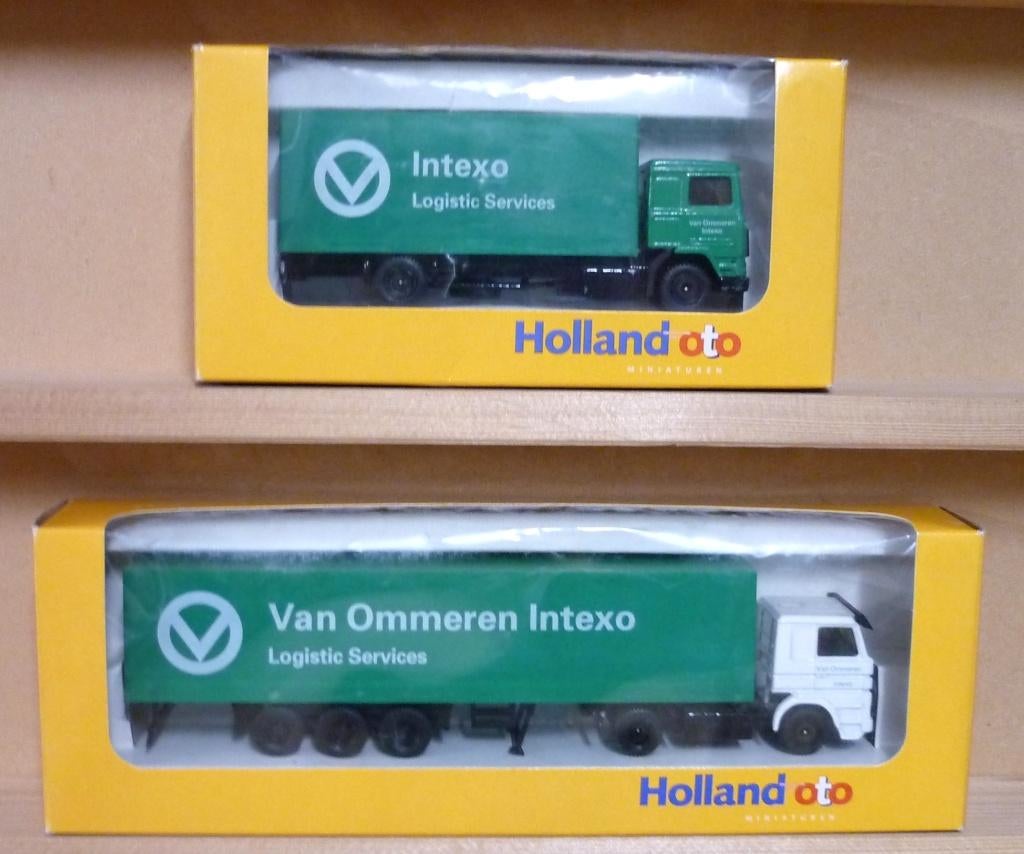 Intexo
Logistic Services
Van Ommeren
Intexo
Holland oto
MINIATUREN
Van Ommeren Intexo
Logistic Services
Van Ommeren
Intexo
Holland oto
MINIATUREN